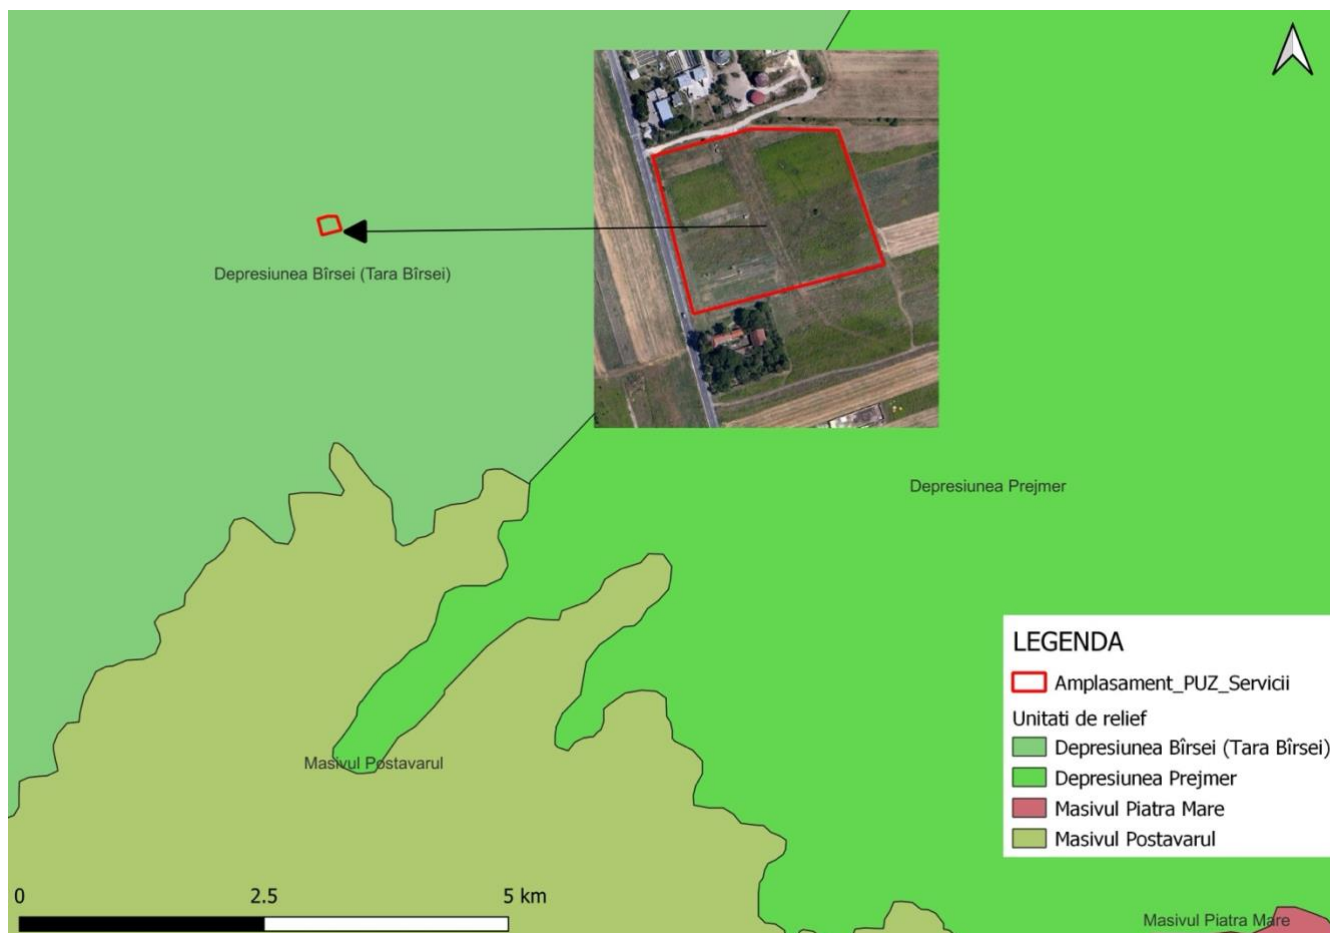 Depresiunea Bîrsei (Tara Bîrsei)
Depresiunea Prejmer
LEGENDA
Amplasament_PUZ_Servicii
Unitati de relief
Depresiunea Bîrsei (Tara Bîrsei)
Depresiunea Prejmer
Masivul Piatra Mare
Masivul Postavarul
Masivul Postavarul
0 2.5 5 km
Masivul Piatra Mare